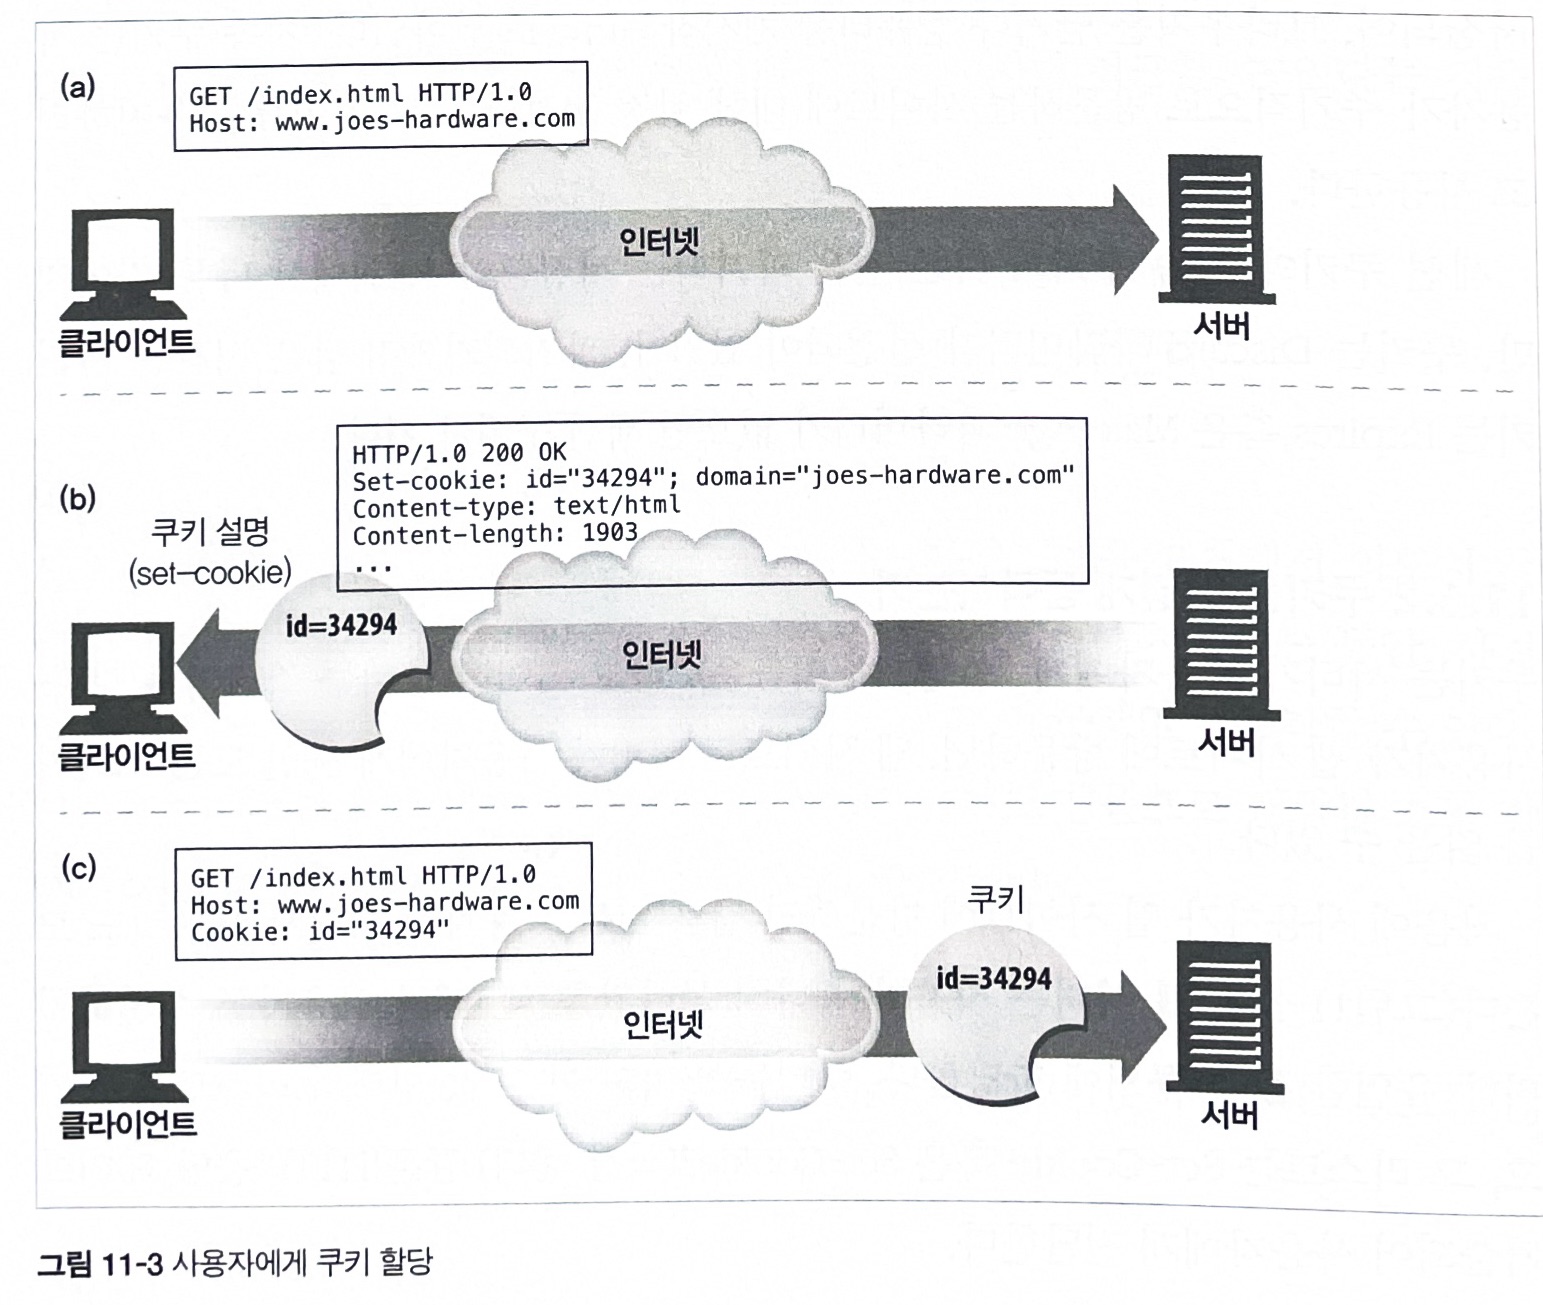 (a)
GET /index.html HTTP/1.0
Host: www.joes-hardware.com
인터넷
클라이언트
서버
(b)
HTTP/1.0 200 OK
Set-cookie: id="34294"; domain="joes-hardware.com"
Content-type: text/html
Content-length: 1903
...
쿠키 설명
(set-cookie)
id=34294
인터넷
클라이언트
서버
(c)
GET /index.html HTTP/1.0
Host: www.joes-hardware.com
Cookie: id="34294"
쿠키
id=34294
인터넷
클라이언트
서버
그림 11-3 사용자에게 쿠키 할당